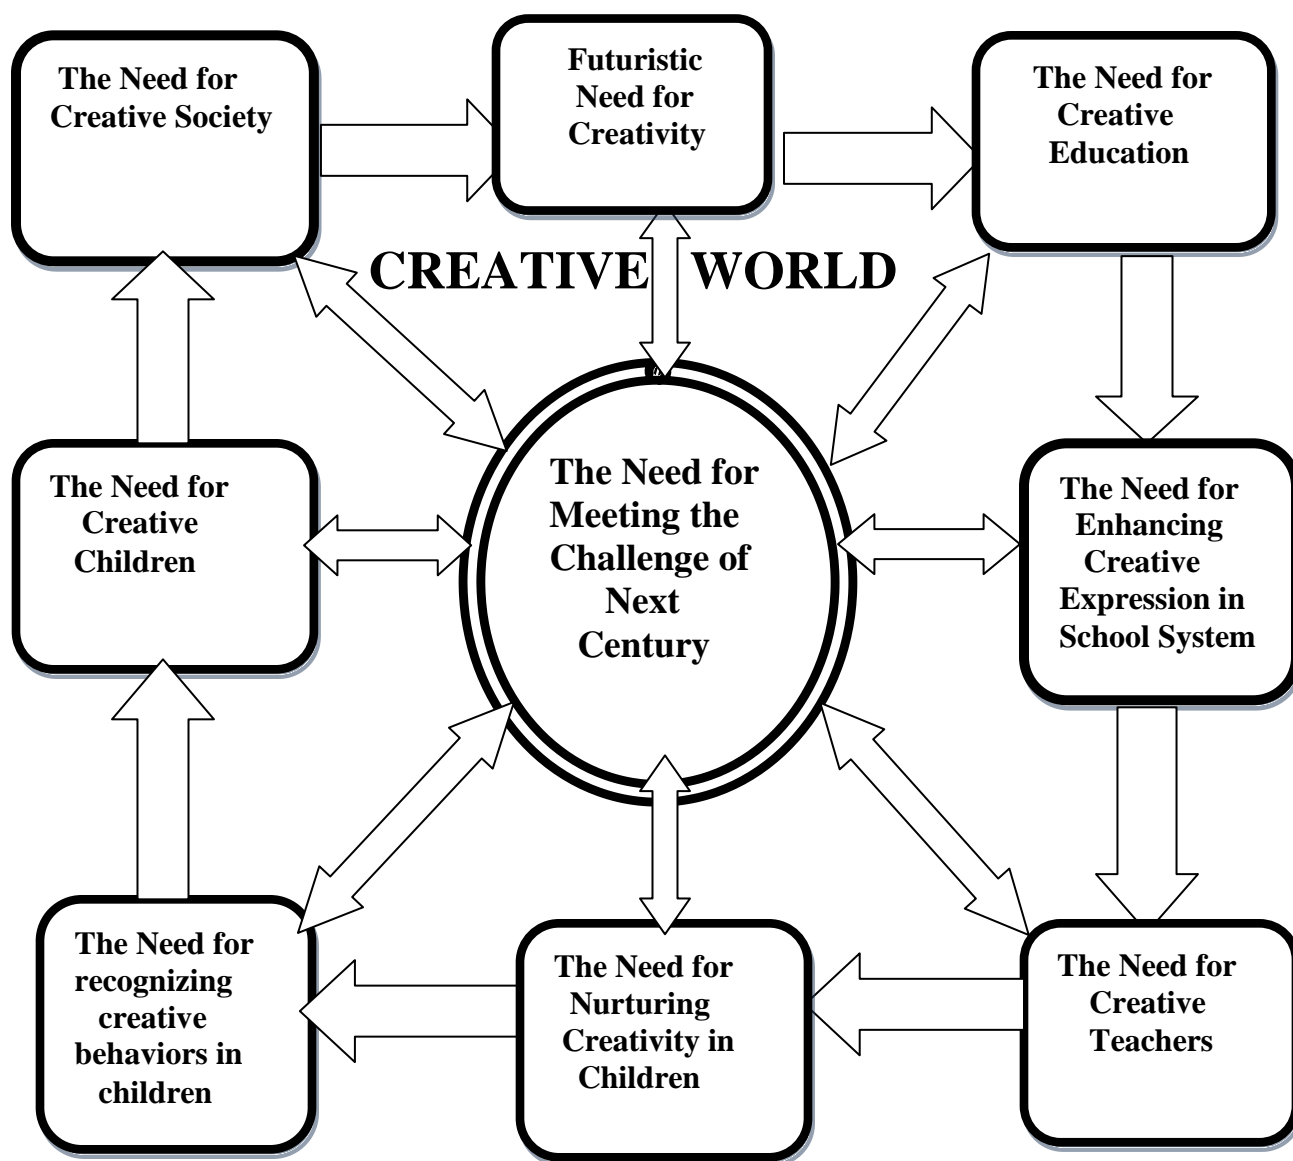 The Need for
Creative Society
Futuristic
Need for
Creativity
The Need for
Creative
Education
CREATIVE WORLD
The Need for
Creative
Children
The Need for
Meeting the
Challenge of
Next
Century
The Need for
Enhancing
Creative
Expression in
School System
The Need for
recognizing
creative
behaviors in
children
The Need for
Nurturing
Creativity in
Children
The Need for
Creative
Teachers